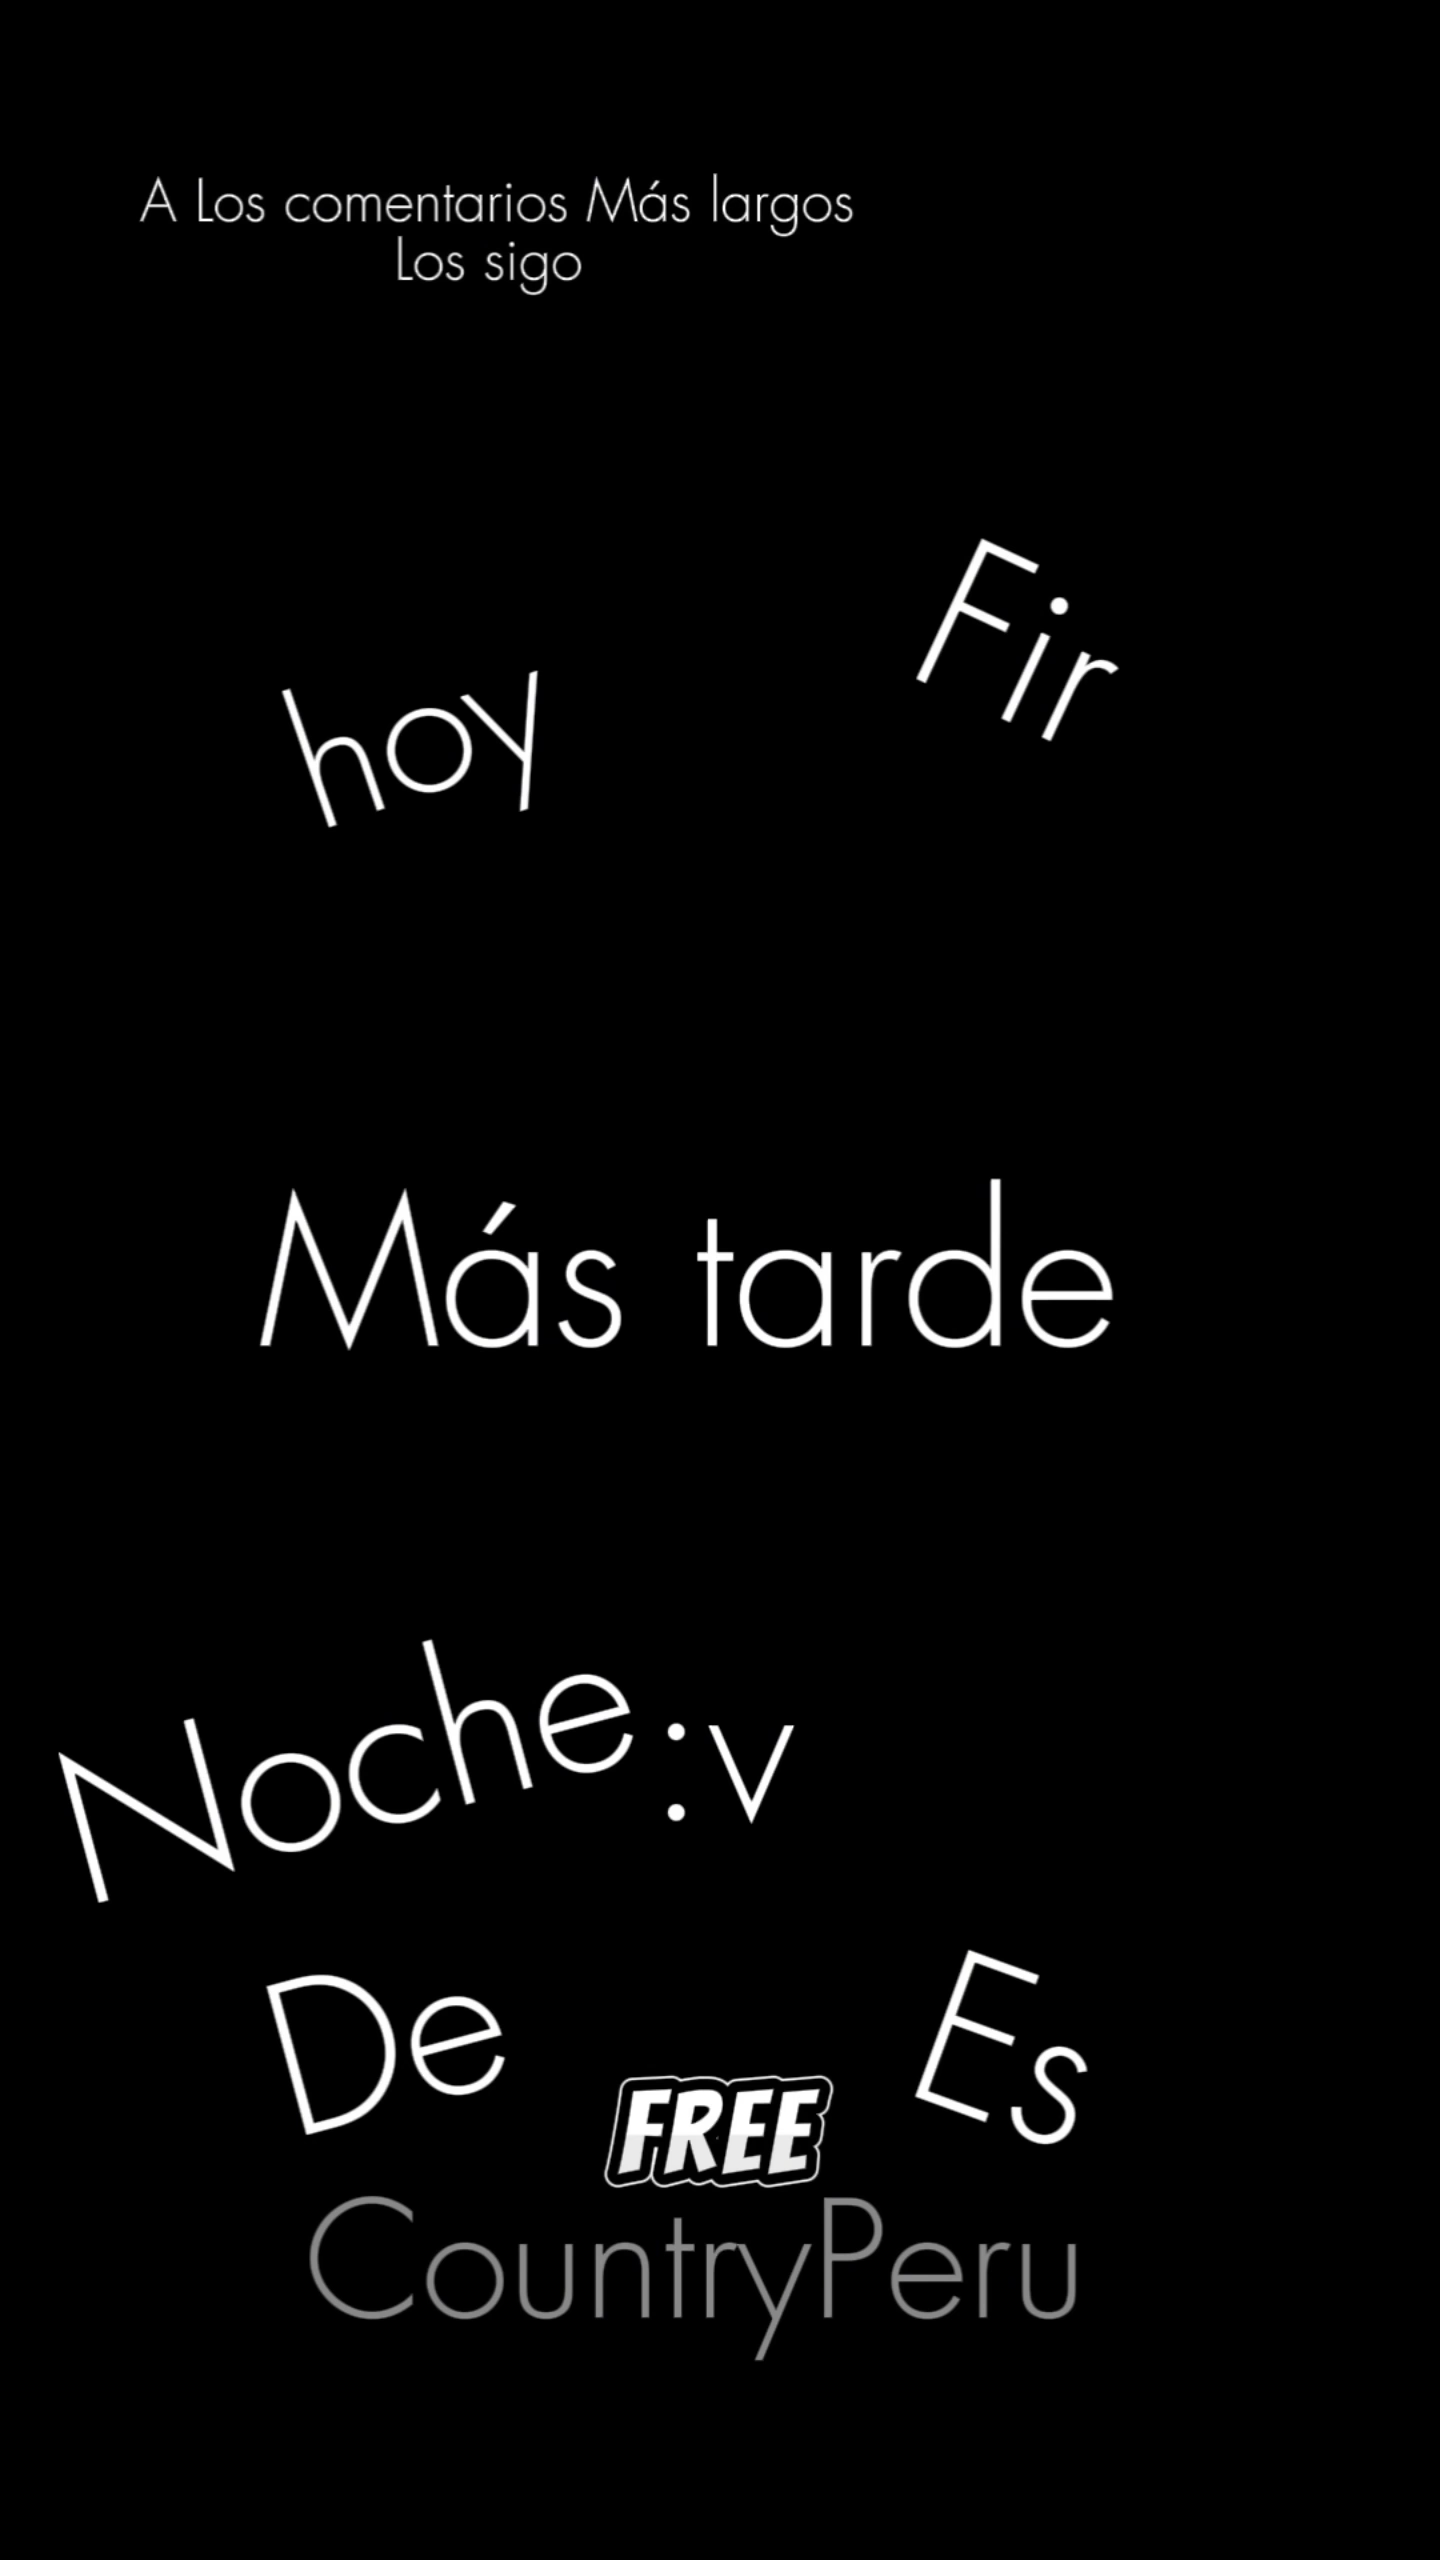 A Los comentarios Más largos
Los sigo
hoy
Fir
Más tarde
Noche :v
De
Es
FREE
CountryPeru